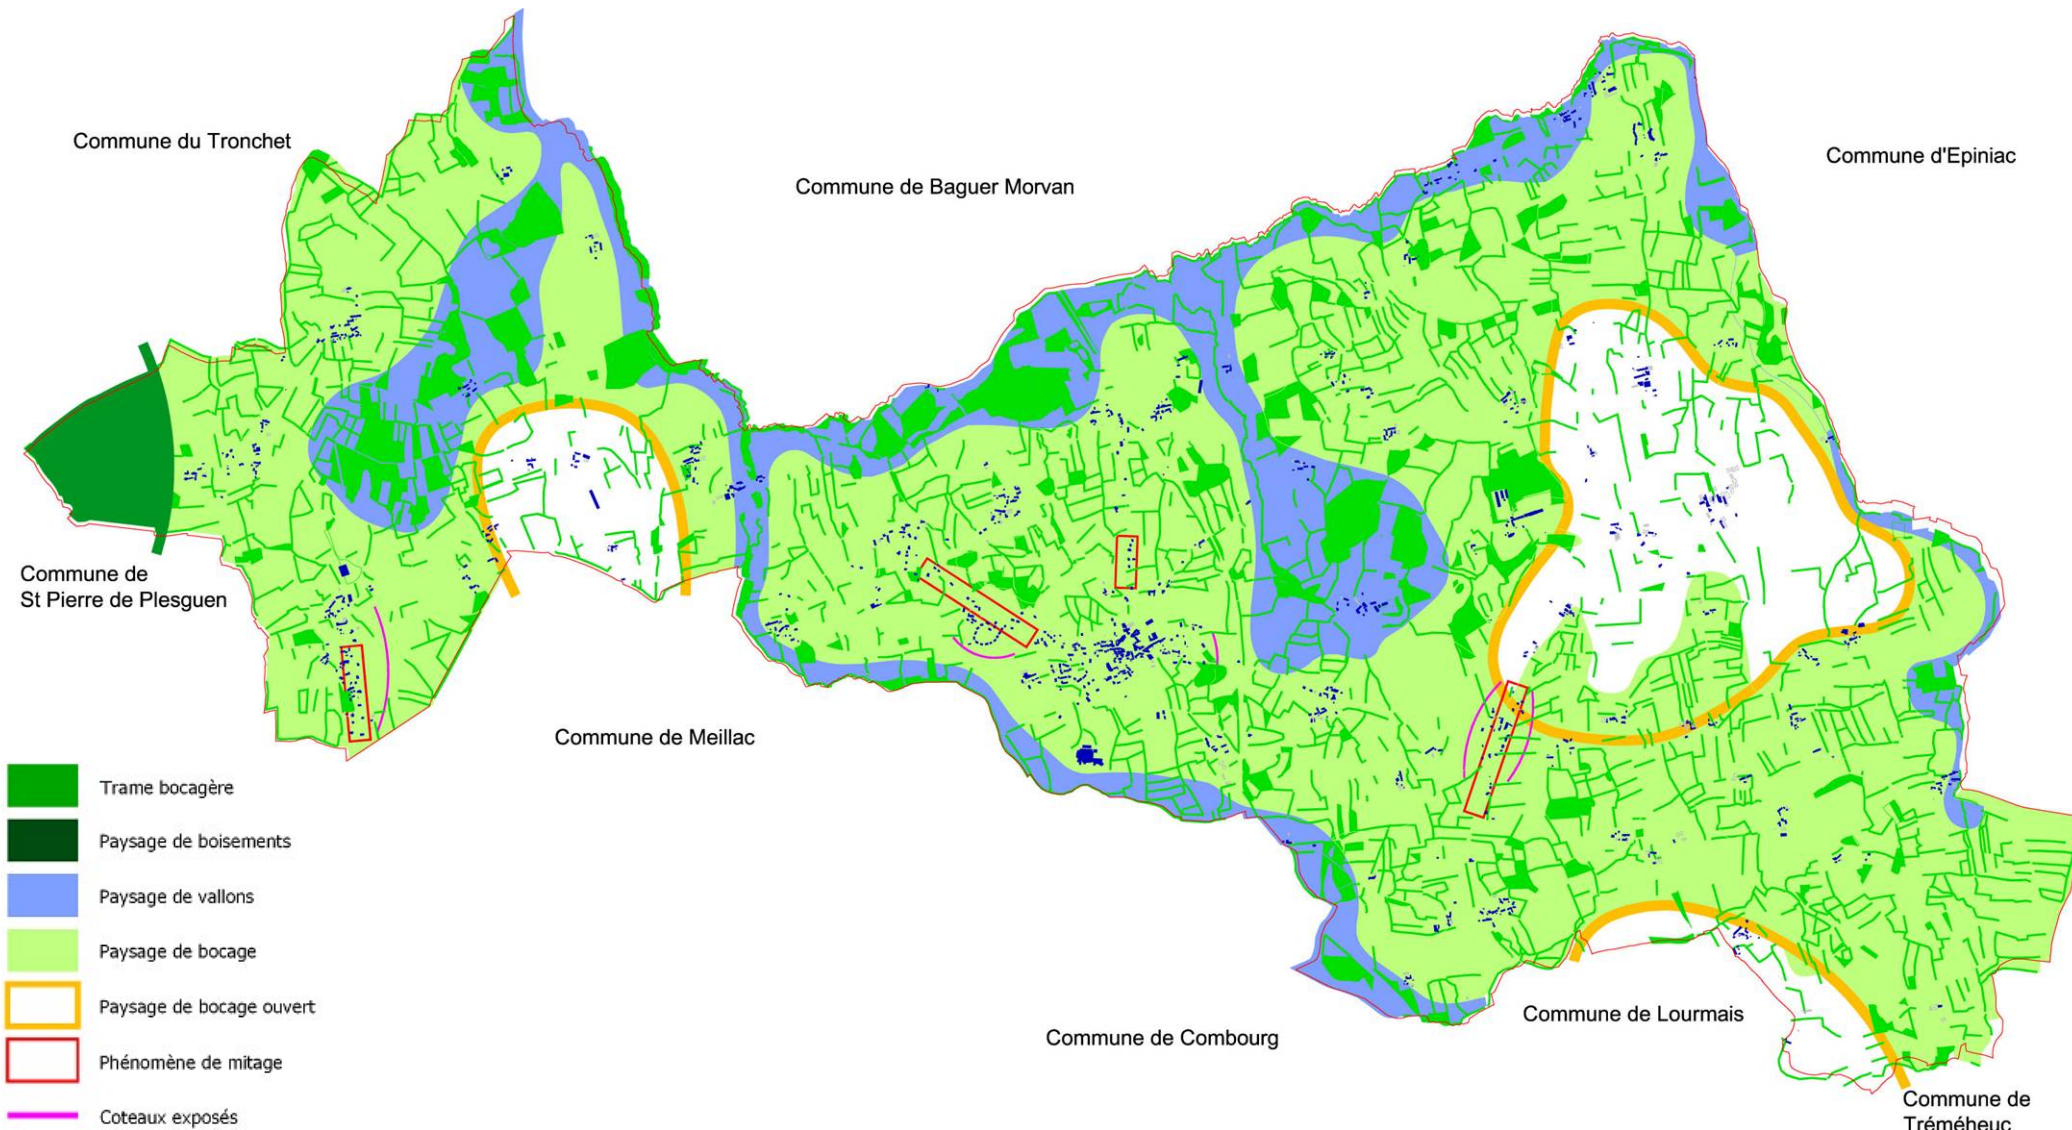 Commune du Tronchet
Commune de Baguer Morvan
Commune d'Epiniac
Commune de
St Pierre de Plesguen
Commune de Meillac
Commune de Combourg
Commune de Lourmais
Commune de
Tréméheuc
Trame bocagère
Paysage de boisements
Paysage de vallons
Paysage de bocage
Paysage de bocage ouvert
Phénomène de mitage
Coteaux exposés